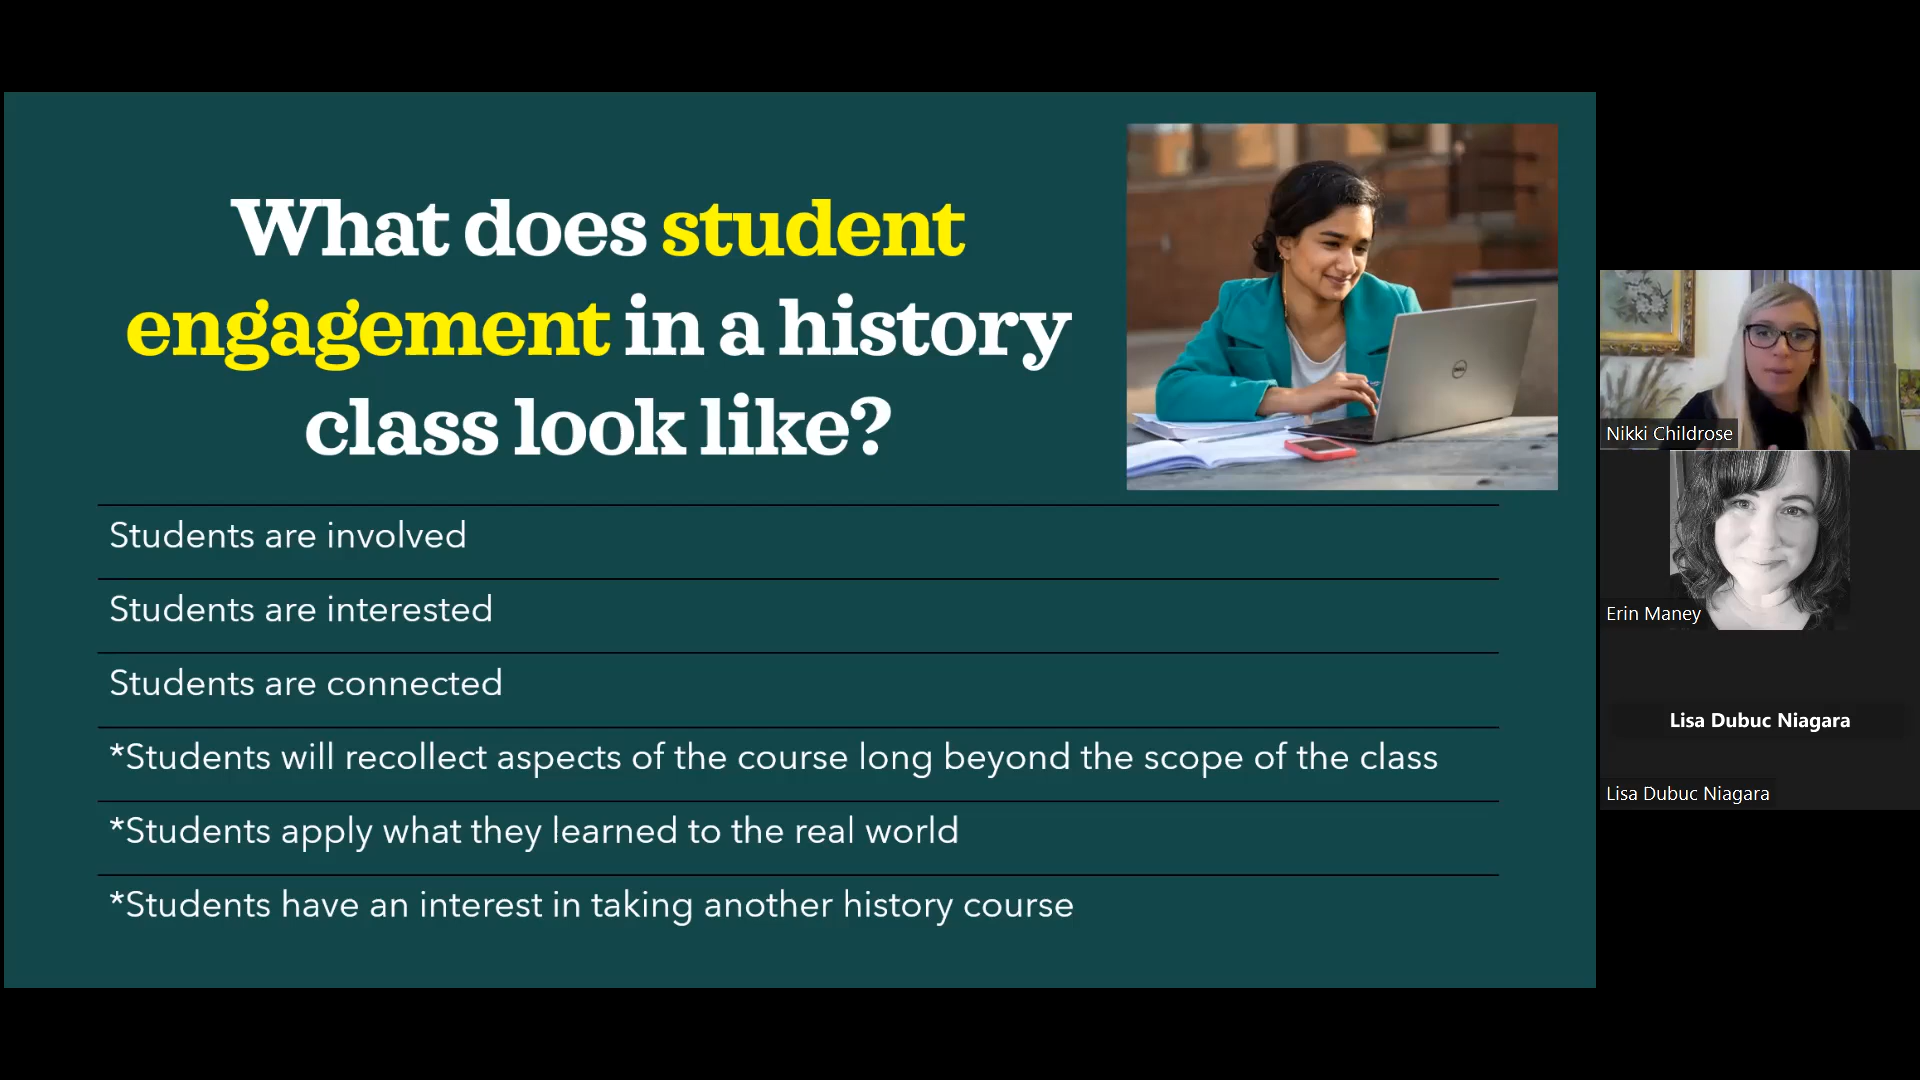 What does student
engagement in a history
class look like?
Students are involved
Students are interested
Students are connected
*Students will recollect aspects of the course long beyond the scope of the class
*Students apply what they learned to the real world
*Students have an interest in taking another history course
DELL
Nikki Childrose
Erin Maney
Lisa Dubuc Niagara
Lisa Dubuc Niagara